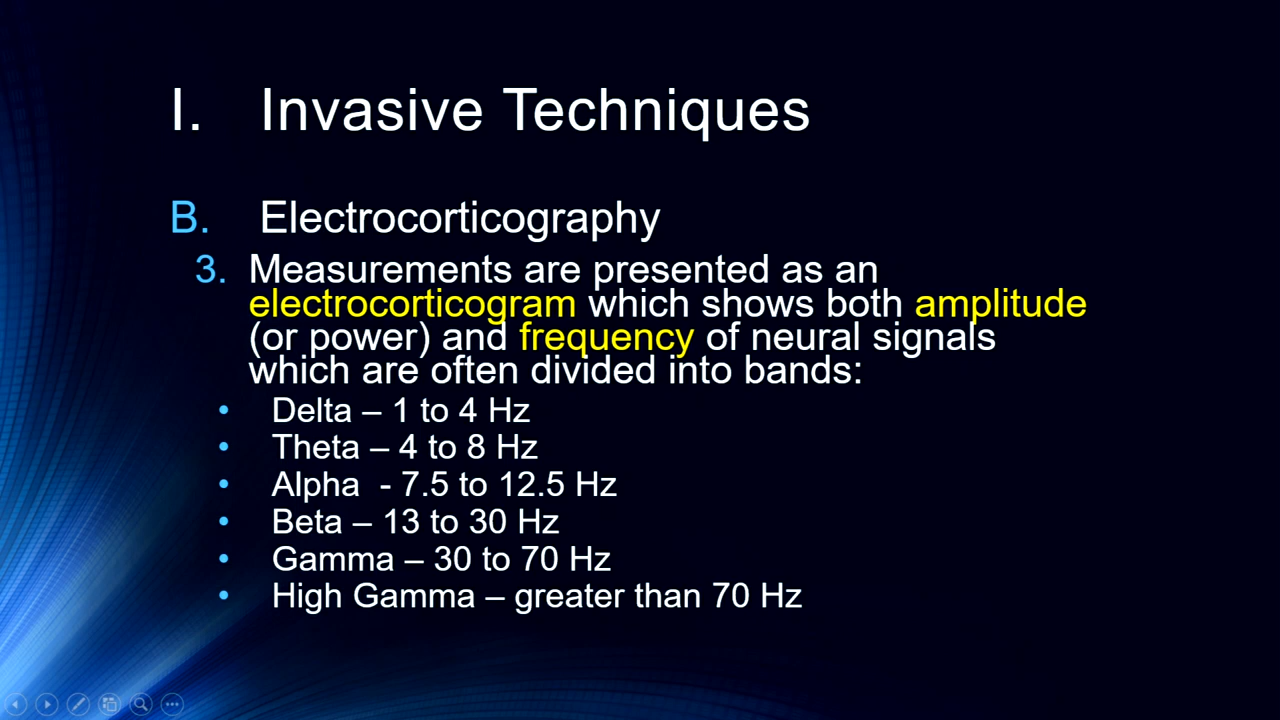 I. Invasive Techniques
B. Electrocorticography
3. Measurements are presented as an
electrocorticogram which shows both amplitude
(or power) and frequency of neural signals
which are often divided into bands:
• Delta – 1 to 4 Hz
• Theta – 4 to 8 Hz
• Alpha  - 7.5 to 12.5 Hz
• Beta – 13 to 30 Hz
• Gamma – 30 to 70 Hz
• High Gamma – greater than 70 Hz